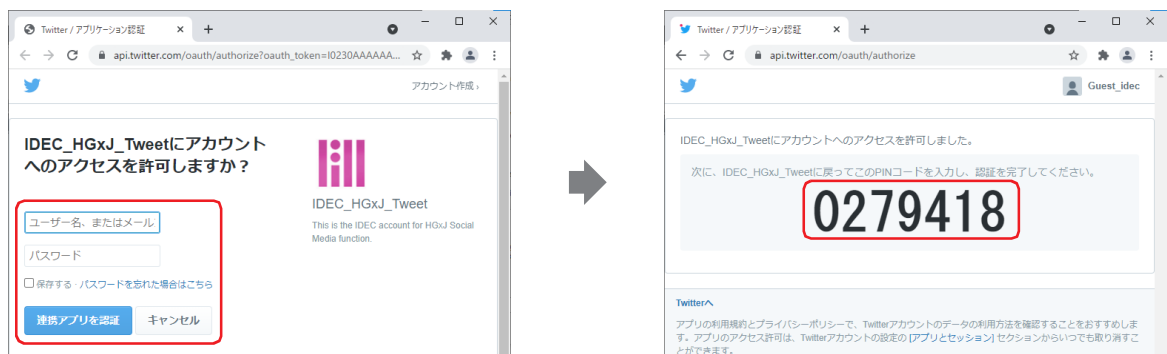 Twitter / アプリケーション認証
api.twitter.com/oauth/authorize?oauth_token=I0230AAAAAA...
アカウント作成 ›
IDEC_HGxJ_Tweetにアカウント
へのアクセスを許可しますか？
ユーザー名、またはメール
パスワード
保存する · パスワードを忘れた場合はこちら
連携アプリを認証
キャンセル
IDEC_HGxJ_Tweet
This is the IDEC account for HGxJ Social
Media function.
Twitter / アプリケーション認証
api.twitter.com/oauth/authorize
Guest_idec
IDEC_HGxJ_Tweetにアカウントへのアクセスを許可しました。
次に、IDEC_HGxJ_Tweetに戻ってこのPINコードを入力し、認証を完了してください。
0279418
Twitterへ
アプリの利用規約とプライバシーポリシーで、Twitterアカウントのデータの利用方法を確認することをおすすめしま
す。アプリのアクセス許可は、Twitterアカウントの設定の [アプリとセッション] セクションからいつでも取り消すこ
とができます。